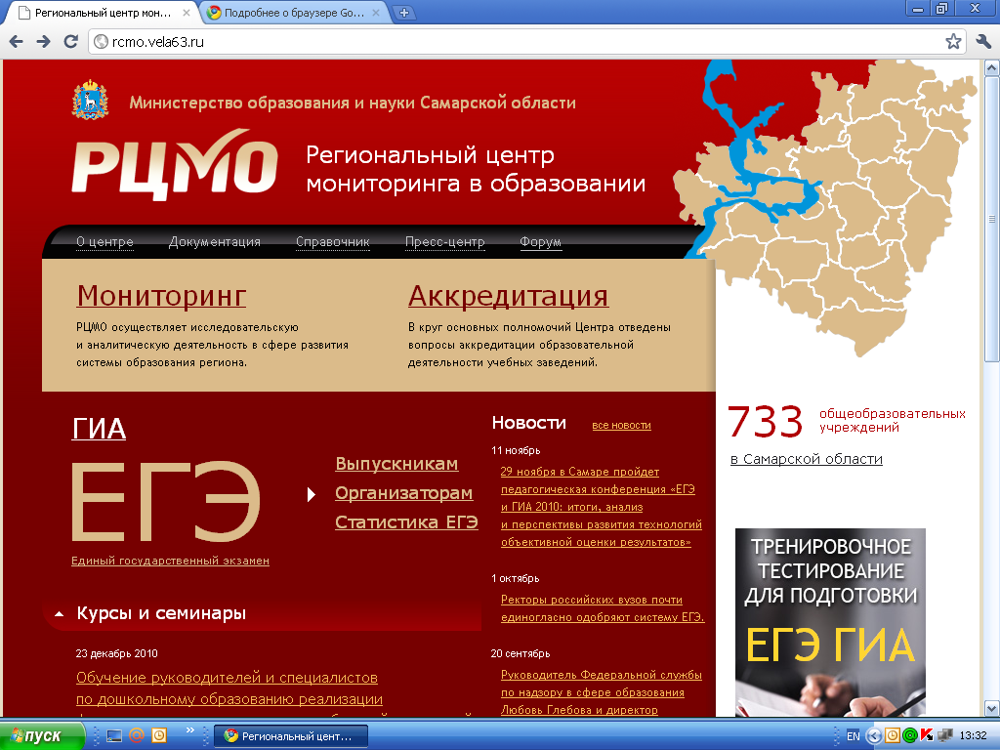 Региональный центр мон...
Подробнее о браузере Go...
rcmo.vela63.ru
Министерство образования и науки Самарской области
РЦМО
Региональный центр
мониторинга в образовании
О центре
Документация
Справочник
Пресс-центр
Форум
Мониторинг
РЦМО осуществляет исследовательскую
и аналитическую деятельность в сфере развития
системы образования региона.
Аккредитация
В круг основных полномочий Центра отведены
вопросы аккредитации образовательной
деятельности учебных заведений.
ГИА
ЕГЭ
Единый государственный экзамен
Выпускникам
Организаторам
Статистика ЕГЭ
Курсы и семинары
23 декабрь 2010
Обучение руководителей и специалистов
по дошкольному образованию реализации
Новости
все новости
11 ноябрь
29 ноября в Самаре пройдет
педагогическая конференция «ЕГЭ
и ГИА 2010: итоги, анализ
и перспективы развития технологий
объективной оценки результатов»
1 октябрь
Ректоры российских вузов почти
единогласно одобряют систему ЕГЭ.
20 сентябрь
Руководитель Федеральной службы
по надзору в сфере образования
Любовь Глебова и директор
733
общеобразовательных
учреждений
в Самарской области
ТРЕНИРОВОЧНОЕ
ТЕСТИРОВАНИЕ
ДЛЯ ПОДГОТОВКИ
ЕГЭ ГИА
пуск
Региональный цент...
EN
13:32